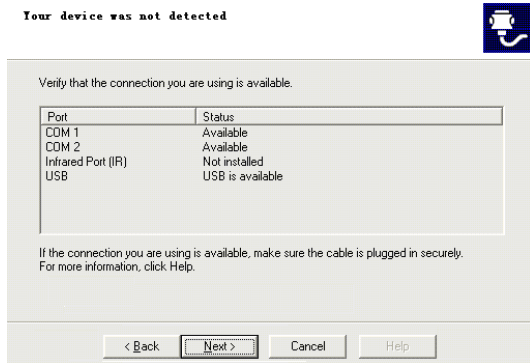 Your device was not detected
Verify that the connection you are using is available.
Port Status
COM 1 Available
COM 2 Available
Infrared Port (IR) Not installed
USB USB is available
If the connection you are using is available, make sure the cable is plugged in securely.
For more information, click Help.
< Back Next > Cancel Help